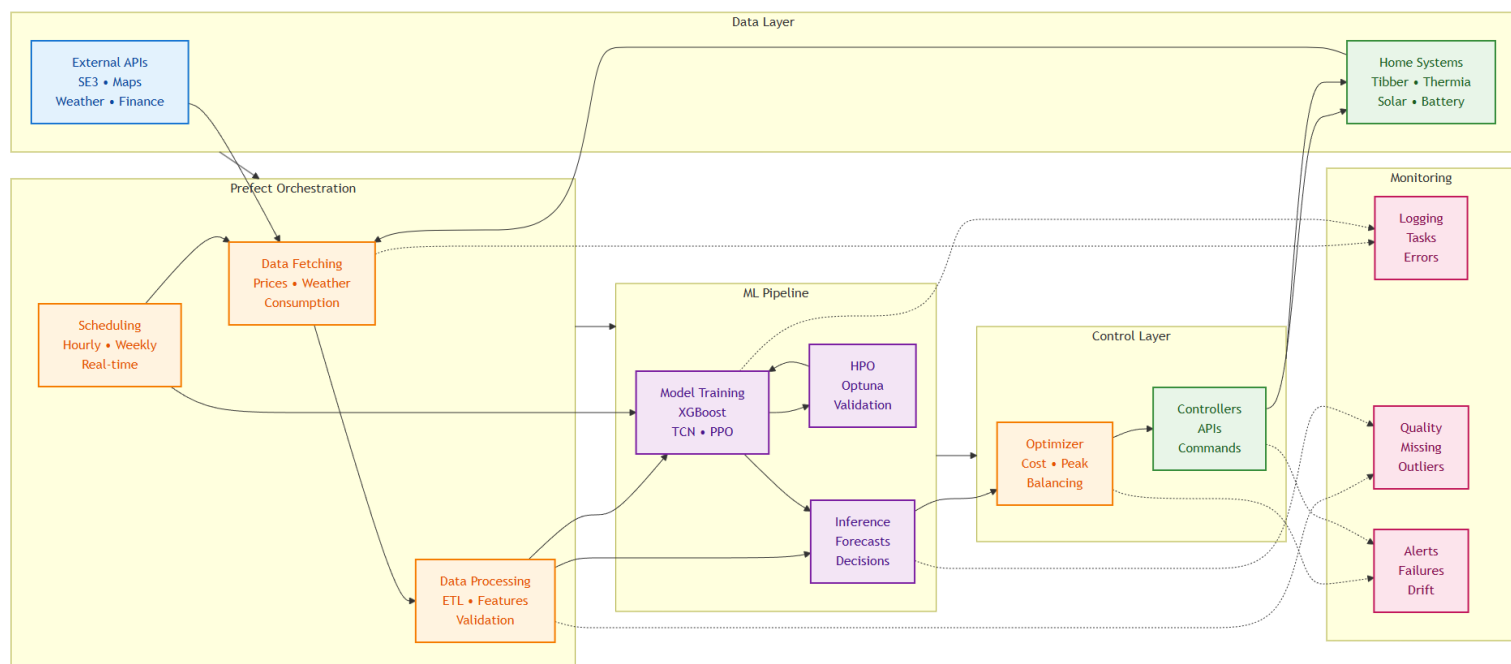 Data Layer
External APIs
SE3 • Maps
Weather • Finance
Home Systems
Tibber • Thermia
Solar • Battery
Prefect Orchestration
Data Fetching
Prices • Weather
Consumption
Scheduling
Hourly • Weekly
Real-time
Data Processing
ETL • Features
Validation
ML Pipeline
Model Training
XGBoost
TCN • PPO
HPO
Optuna
Validation
Inference
Forecasts
Decisions
Control Layer
Optimizer
Cost • Peak
Balancing
Controllers
APIs
Commands
Monitoring
Logging
Tasks
Errors
Quality
Missing
Outliers
Alerts
Failures
Drift